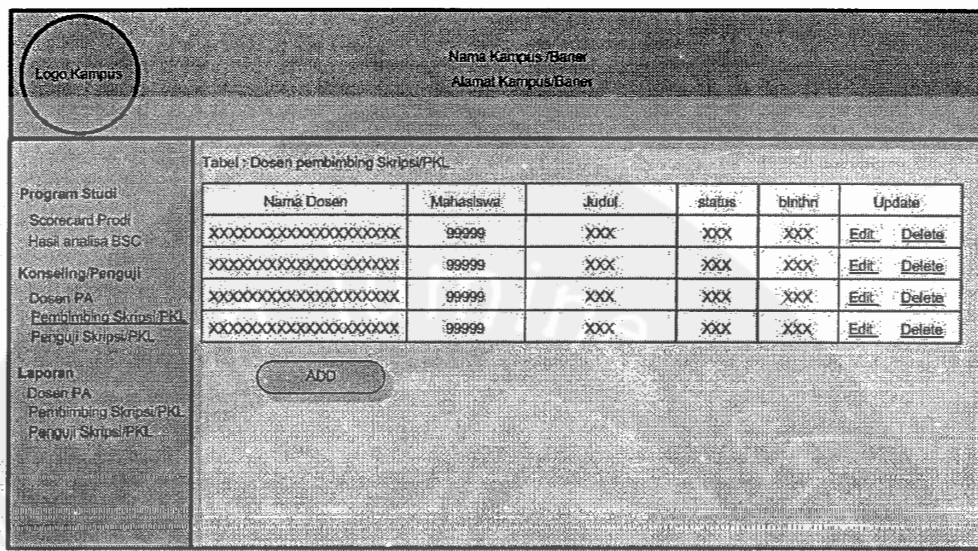 Logo Kampus
Nama Kampus /Baner
Alamat Kampus/Baner
Program Studi
Scorecard Prodi
Hasil analisa BSC
Konseling/Penguji
Dosen PA
Pembimbing Skripsi/PKL
Penguji Skripsi/PKL
Laporan
Dosen PA
Pembimbing Skripsi/PKL
Penguji Skripsi/PKL
Tabel : Dosen pembimbing Skripsi/PKL
Nama Dosen Mahasiswa Judul status blnthn Update
XXXXXXXXXXXXXXXXXXXX 99999 XXX XXX XXX Edit Delete
XXXXXXXXXXXXXXXXXXXX 99999 XXX XXX XXX Edit Delete
XXXXXXXXXXXXXXXXXXXX 99999 XXX XXX XXX Edit Delete
XXXXXXXXXXXXXXXXXXXX 99999 XXX XXX XXX Edit Delete
ADD